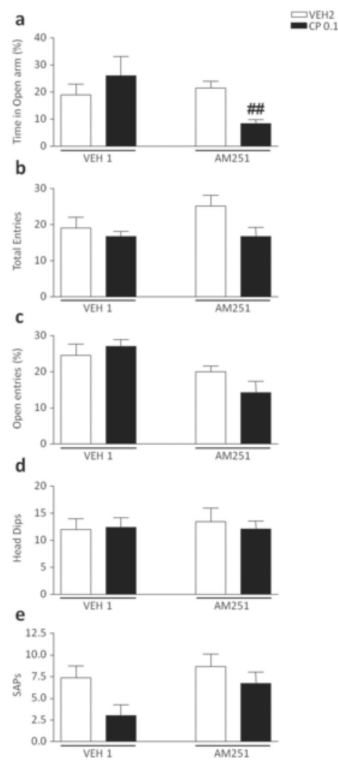 VEH2
CP 0.1
a
Time in Open arm (%)
40
30
20
10
0
##
VEH 1
AM251
b
Total Entries
30
20
10
0
VEH 1
AM251
c
Open entries (%)
30
20
10
0
VEH 1
AM251
d
Head Dips
20
15
10
5
0
VEH 1
AM251
e
SAPs
12.5
10.0
7.5
5.0
2.5
0.0
VEH 1
AM251